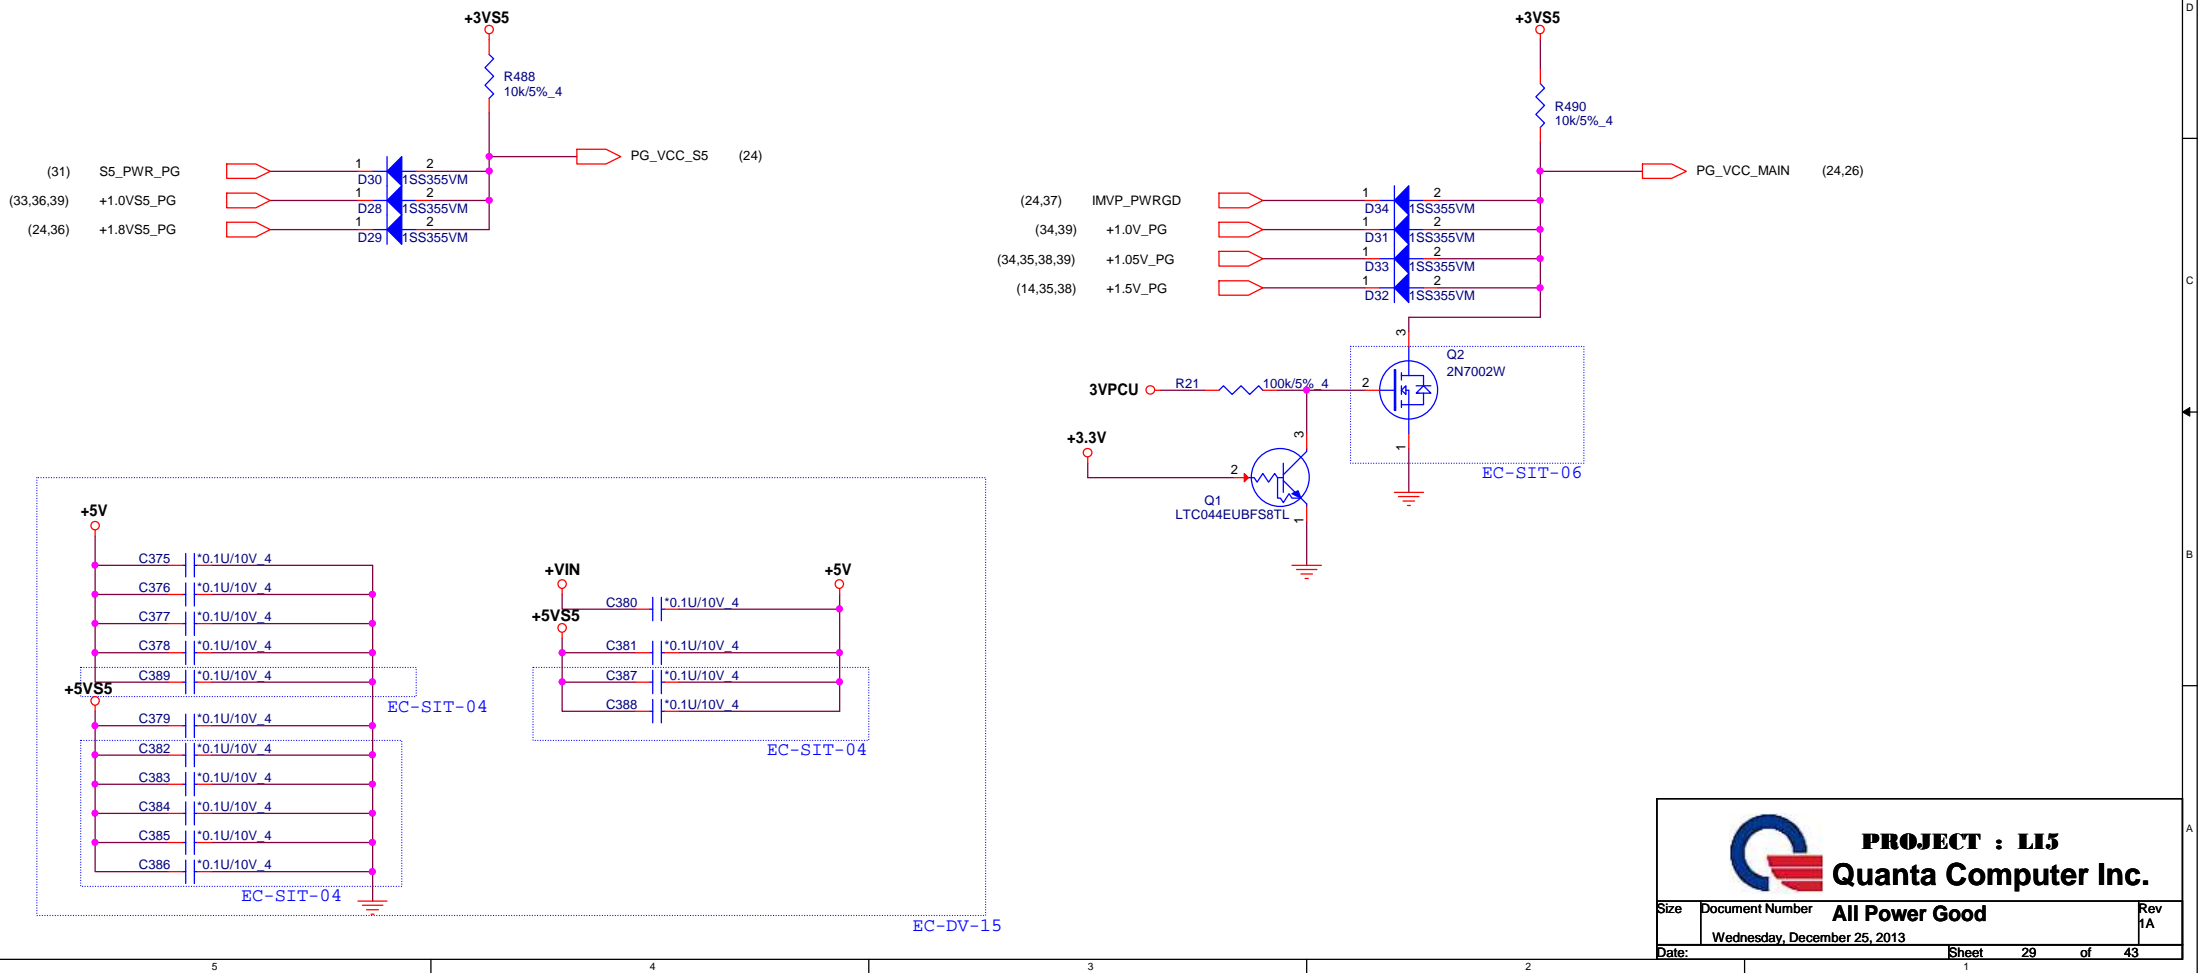 +3VS5
R488
10k/5%_4
PG_VCC_S5 (24)
(31) S5_PWR_PG 1 2 D30 1SS355VM
(33,36,39) +1.0VS5_PG 1 2 D28 1SS355VM
(24,36) +1.8VS5_PG 1 2 D29 1SS355VM
+3VS5
R490
10k/5%_4
PG_VCC_MAIN (24,26)
(24,37) IMVP_PWRGD 1 2 D34 1SS355VM
(34,39) +1.0V_PG 1 2 D31 1SS355VM
(34,35,38,39) +1.05V_PG 1 2 D33 1SS355VM
(14,35,38) +1.5V_PG 1 2 D32 1SS355VM
3
Q2
2N7002W
3VPCU R21 100k/5%_4 2
1
EC-SIT-06
+3.3V
3
2
Q1
LTC044EUBFS8TL
1
+5V
C375 *0.1U/10V_4
C376 *0.1U/10V_4
C377 *0.1U/10V_4
C378 *0.1U/10V_4
C389 *0.1U/10V_4
+5VS5
EC-SIT-04
C379 *0.1U/10V_4
C382 *0.1U/10V_4
C383 *0.1U/10V_4
C384 *0.1U/10V_4
C385 *0.1U/10V_4
C386 *0.1U/10V_4
EC-SIT-04
+VIN +5V
C380 *0.1U/10V_4
+5VS5
C381 *0.1U/10V_4
C387 *0.1U/10V_4
C388 *0.1U/10V_4
EC-SIT-04
EC-DV-15
D
C
B
A
PROJECT : LI5
Quanta Computer Inc.
Size Document Number Rev
All Power Good 1A
Wednesday, December 25, 2013
Date: Sheet 29 of 43
5 4 3 2 1